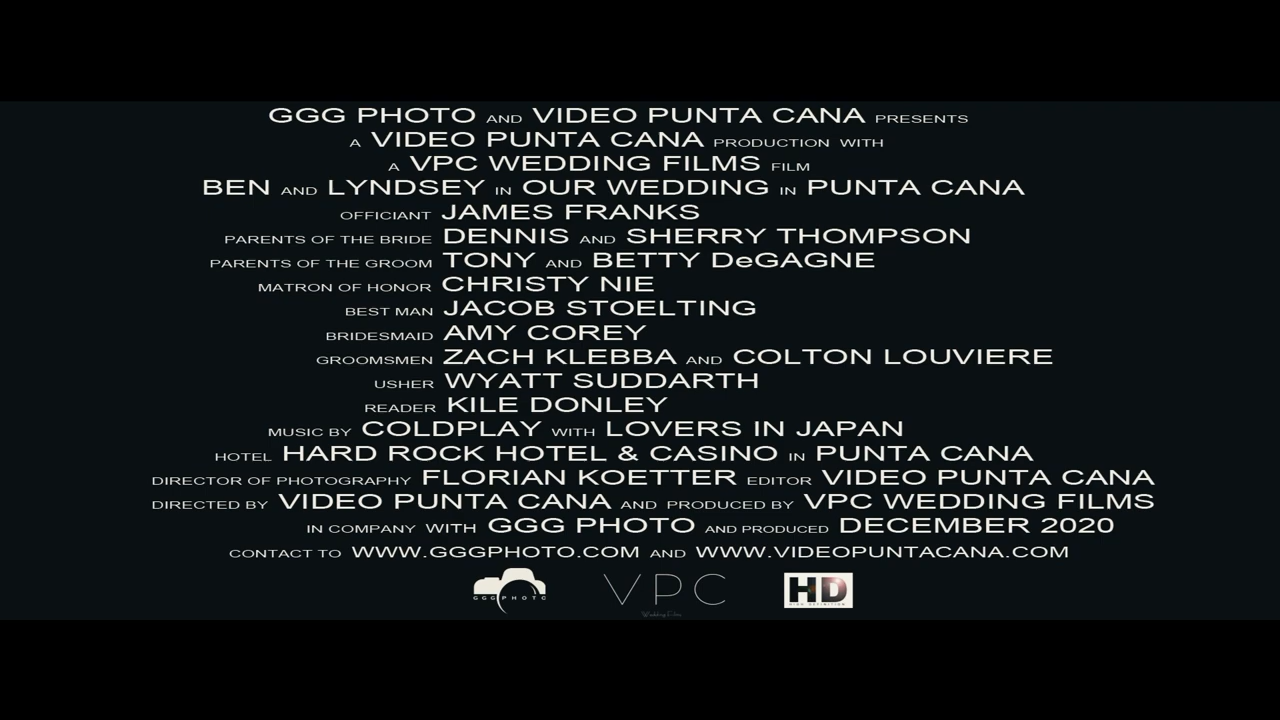 GGG PHOTO AND VIDEO PUNTA CANA PRESENTS
A VIDEO PUNTA CANA PRODUCTION WITH
A VPC WEDDING FILMS FILM
BEN AND LYNDSEY IN OUR WEDDING IN PUNTA CANA
OFFICIANT JAMES FRANKS
PARENTS OF THE BRIDE DENNIS AND SHERRY THOMPSON
PARENTS OF THE GROOM TONY AND BETTY DeGAGNE
MATRON OF HONOR CHRISTY NIE
BEST MAN JACOB STOELTING
BRIDESMAID AMY COREY
GROOMSMEN ZACH KLEBBA AND COLTON LOUVIERE
USHER WYATT SUDDARTH
READER KILE DONLEY
MUSIC BY COLDPLAY WITH LOVERS IN JAPAN
HOTEL HARD ROCK HOTEL & CASINO IN PUNTA CANA
DIRECTOR OF PHOTOGRAPHY FLORIAN KOETTER EDITOR VIDEO PUNTA CANA
DIRECTED BY VIDEO PUNTA CANA AND PRODUCED BY VPC WEDDING FILMS
IN COMPANY WITH GGG PHOTO AND PRODUCED DECEMBER 2020
CONTACT TO WWW.GGGPHOTO.COM AND WWW.VIDEOPUNTACANA.COM
GGGPHOTO VPC HD
Wedding Films HIGH DEFINITION